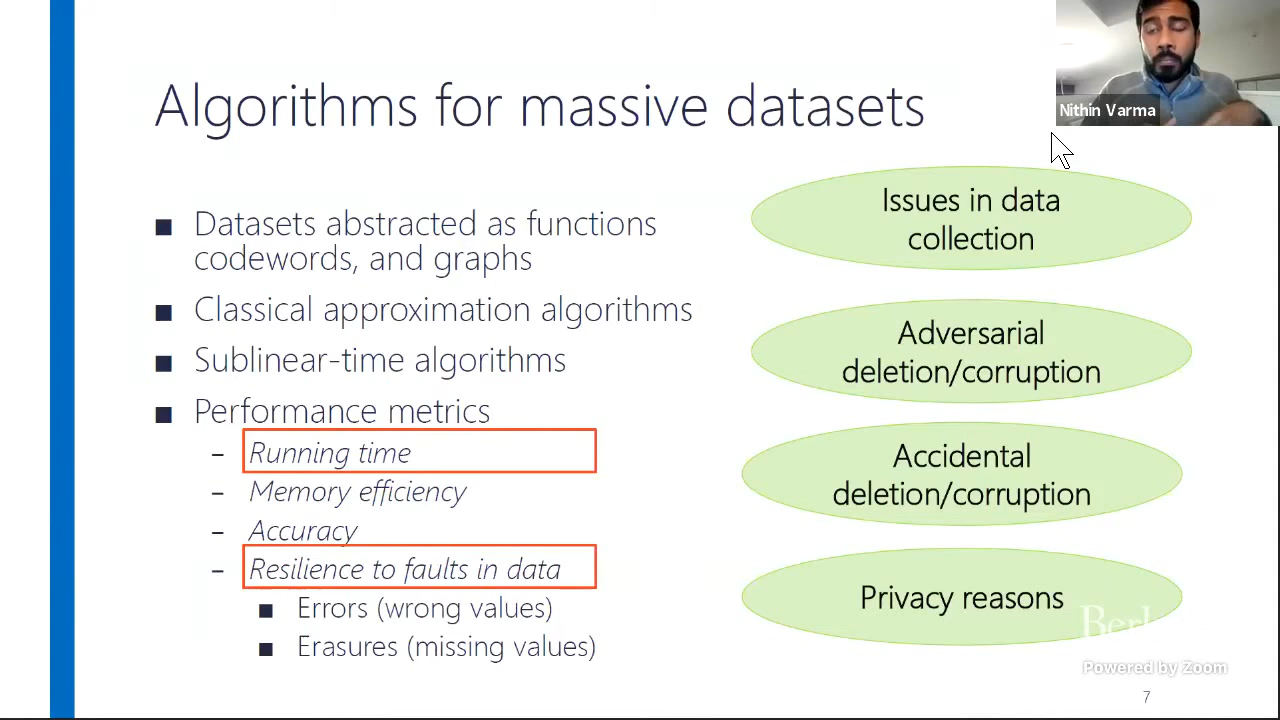 Nithin Varma
Algorithms for massive datasets
■ Datasets abstracted as functions
codewords, and graphs
■ Classical approximation algorithms
■ Sublinear-time algorithms
■ Performance metrics
– Running time
– Memory efficiency
– Accuracy
– Resilience to faults in data
■ Errors (wrong values)
■ Erasures (missing values)
Issues in data
collection
Adversarial
deletion/corruption
Accidental
deletion/corruption
Privacy reasons
Powered by Zoom
7